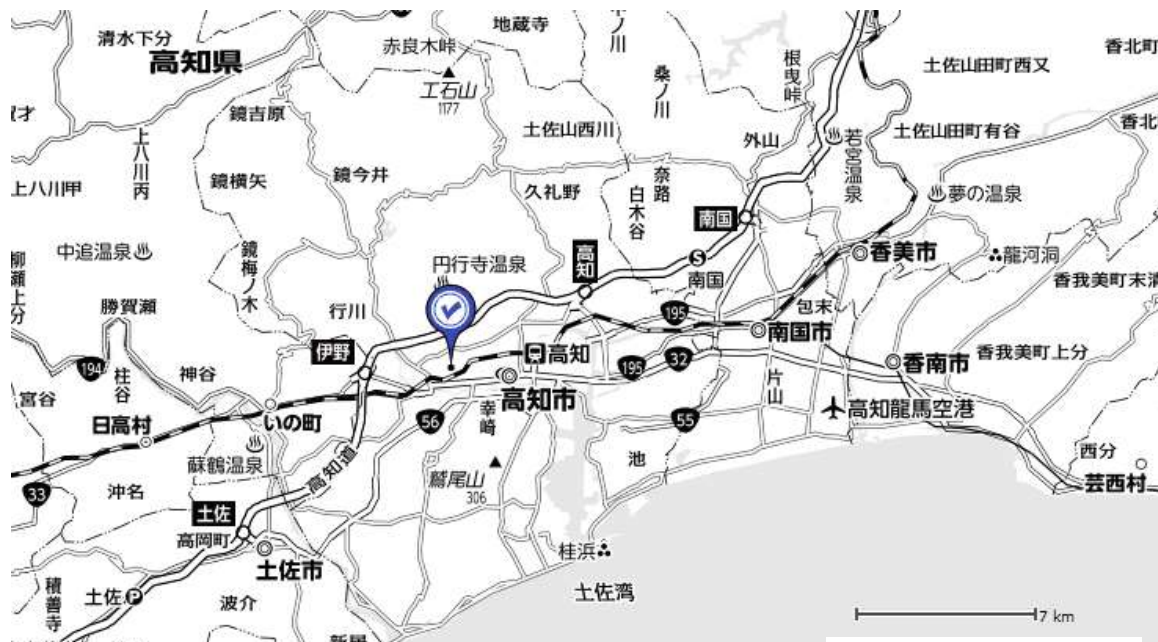 地蔵寺
清水下分
赤良木峠
高知県
工石山
1177
桑ノ川
根曳峠
香北町
土佐山田町西又
鏡吉原
上八川丙
土佐山西川
外山
若宮温泉
土佐山田町有谷
上八川甲
鏡横矢
鏡今井
久礼野
奈路
白木谷
夢の温泉
南国
中追温泉
鏡梅ノ木
円行寺温泉
高知
S
南国
香美市
龍河洞
柳瀬上分
勝賀瀬
行川
195
包末
香我美町末清
伊野
高知
南国市
194
柱谷
神谷
195
32
香南市
香我美町上分
宮谷
高知市
片山
日高村
いの町
56
幸崎
55
高知龍馬空港
蘇鶴温泉
高知道
鷲尾山
306
池
西分
芸西村
33
沖名
土佐
高岡町
土佐市
桂浜
土佐湾
積善寺
土佐
P
波介
7 km